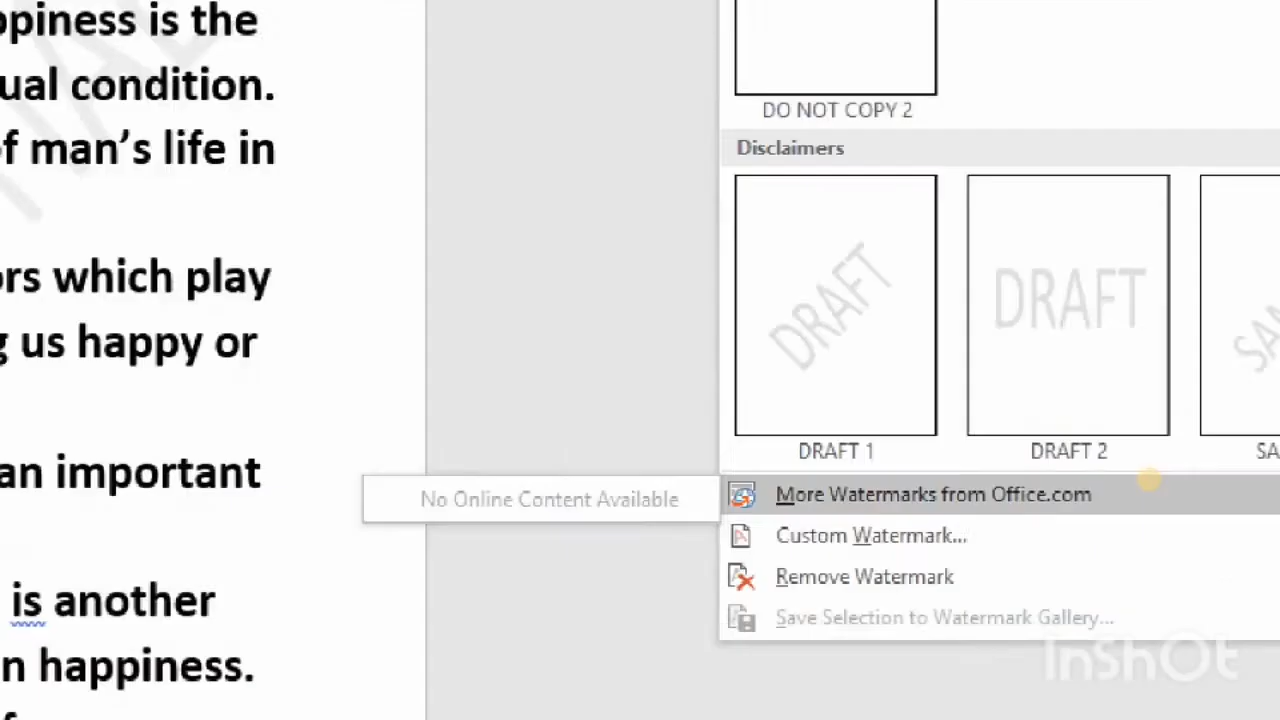 ppiness is the
ual condition.
of man's life in
ors which play
g us happy or
an important
is another
n happiness.
DO NOT COPY 2
Disclaimers
DRAFT
DRAFT
DRAFT 1
DRAFT 2
SA
No Online Content Available
More Watermarks from Office.com
Custom Watermark...
Remove Watermark
Save Selection to Watermark Gallery...
InShOt